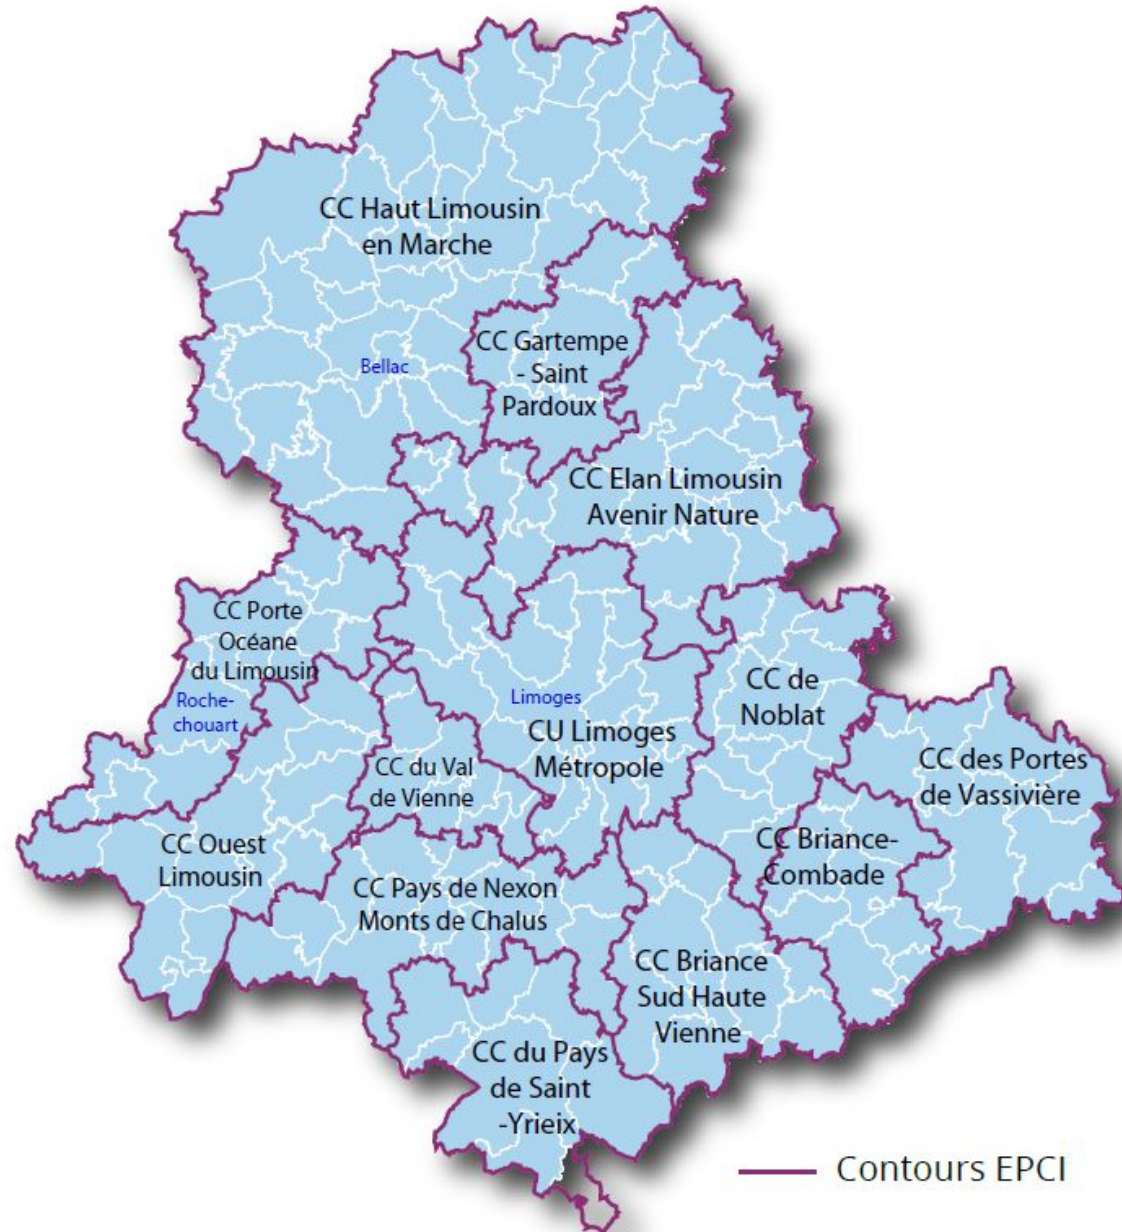 CC Haut Limousin
en Marche
CC Gartempe
- Saint
Pardoux
Bellac
CC Elan Limousin
Avenir Nature
CC Porte
Océane
du Limousin
Roche-
chouart
Limoges
CU Limoges
Métropole
CC de
Noblat
CC du Val
de Vienne
CC des Portes
de Vassivière
CC Ouest
Limousin
CC Briance-
Combade
CC Pays de Nexon
Monts de Chalus
CC Briance
Sud Haute
Vienne
CC du Pays
de Saint
-Yrieix
Contours EPCI